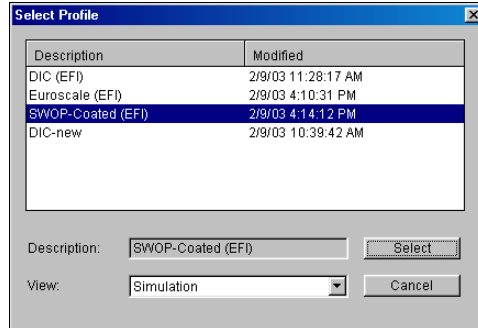 Select Profile
Description Modified
DIC (EFI) 2/9/03 11:28:17 AM
Euroscale (EFI) 2/9/03 4:10:31 PM
SWOP-Coated (EFI) 2/9/03 4:14:12 PM
DIC-new 2/9/03 10:39:42 AM
Description: SWOP-Coated (EFI) Select
View: Simulation Cancel